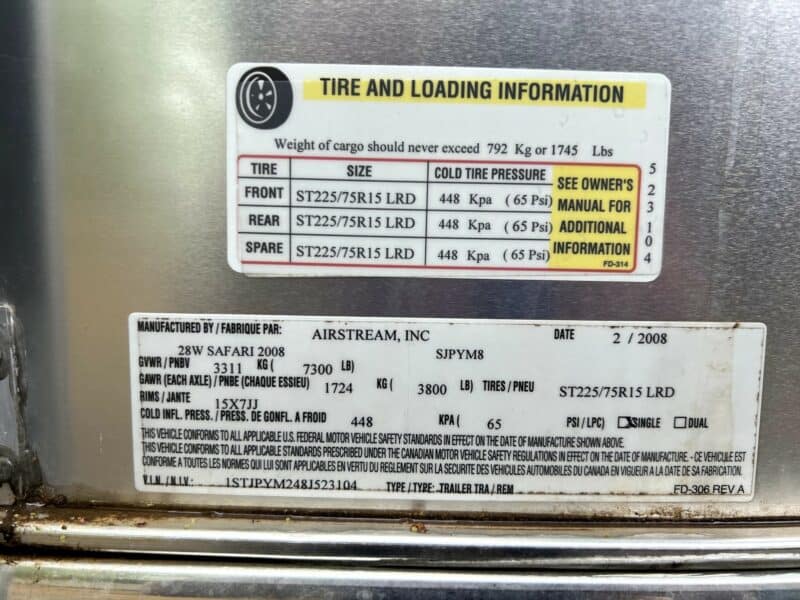 TIRE AND LOADING INFORMATION
Weight of cargo should never exceed 792 Kg or 1745 Lbs
TIRE SIZE COLD TIRE PRESSURE
FRONT ST225/75R15 LRD 448 Kpa ( 65 Psi)
REAR ST225/75R15 LRD 448 Kpa ( 65 Psi)
SPARE ST225/75R15 LRD 448 Kpa ( 65 Psi)
SEE OWNER'S
MANUAL FOR
ADDITIONAL
INFORMATION
FD-314
523104
MANUFACTURED BY / FABRIQUE PAR: AIRSTREAM, INC DATE 2 / 2008
28W SAFARI 2008 SJPYM8
GVWR / PNBV 3311 KG ( 7300 LB)
GAWR (EACH AXLE) / PNBE (CHAQUE ESSIEU) 1724 KG ( 3800 LB) TIRES / PNEU ST225/75R15 LRD
RIMS / JANTE 15X7JJ
COLD INFL. PRESS. / PRESS. DE GONFL. A FROID 448 KPA ( 65 PSI / LPC) SINGLE DUAL
THIS VEHICLE CONFORMS TO ALL APPLICABLE U.S. FEDERAL MOTOR VEHICLE SAFETY STANDARDS IN EFFECT ON THE DATE OF MANUFACTURE SHOWN ABOVE.
THIS VEHICLE CONFORMS TO ALL APPLICABLE STANDARDS PRESCRIBED UNDER THE CANADIAN MOTOR VEHICLE SAFETY REGULATIONS IN EFFECT ON THE DATE OF MANUFACTURE. - CE VEHICULE EST
CONFORME A TOUTES LES NORMES QUI LUI SONT APPLICABLES EN VERTU DU REGLEMENT SUR LA SECURITE DES VEHICULES AUTOMOBILES DU CANADA EN VIGUEUR A LA DATE DE SA FABRICATION.
V.I.N. / N.I.V.: 1STJPYM248J523104 TYPE / TYPE: TRAILER TRA / REM FD-306 REV A